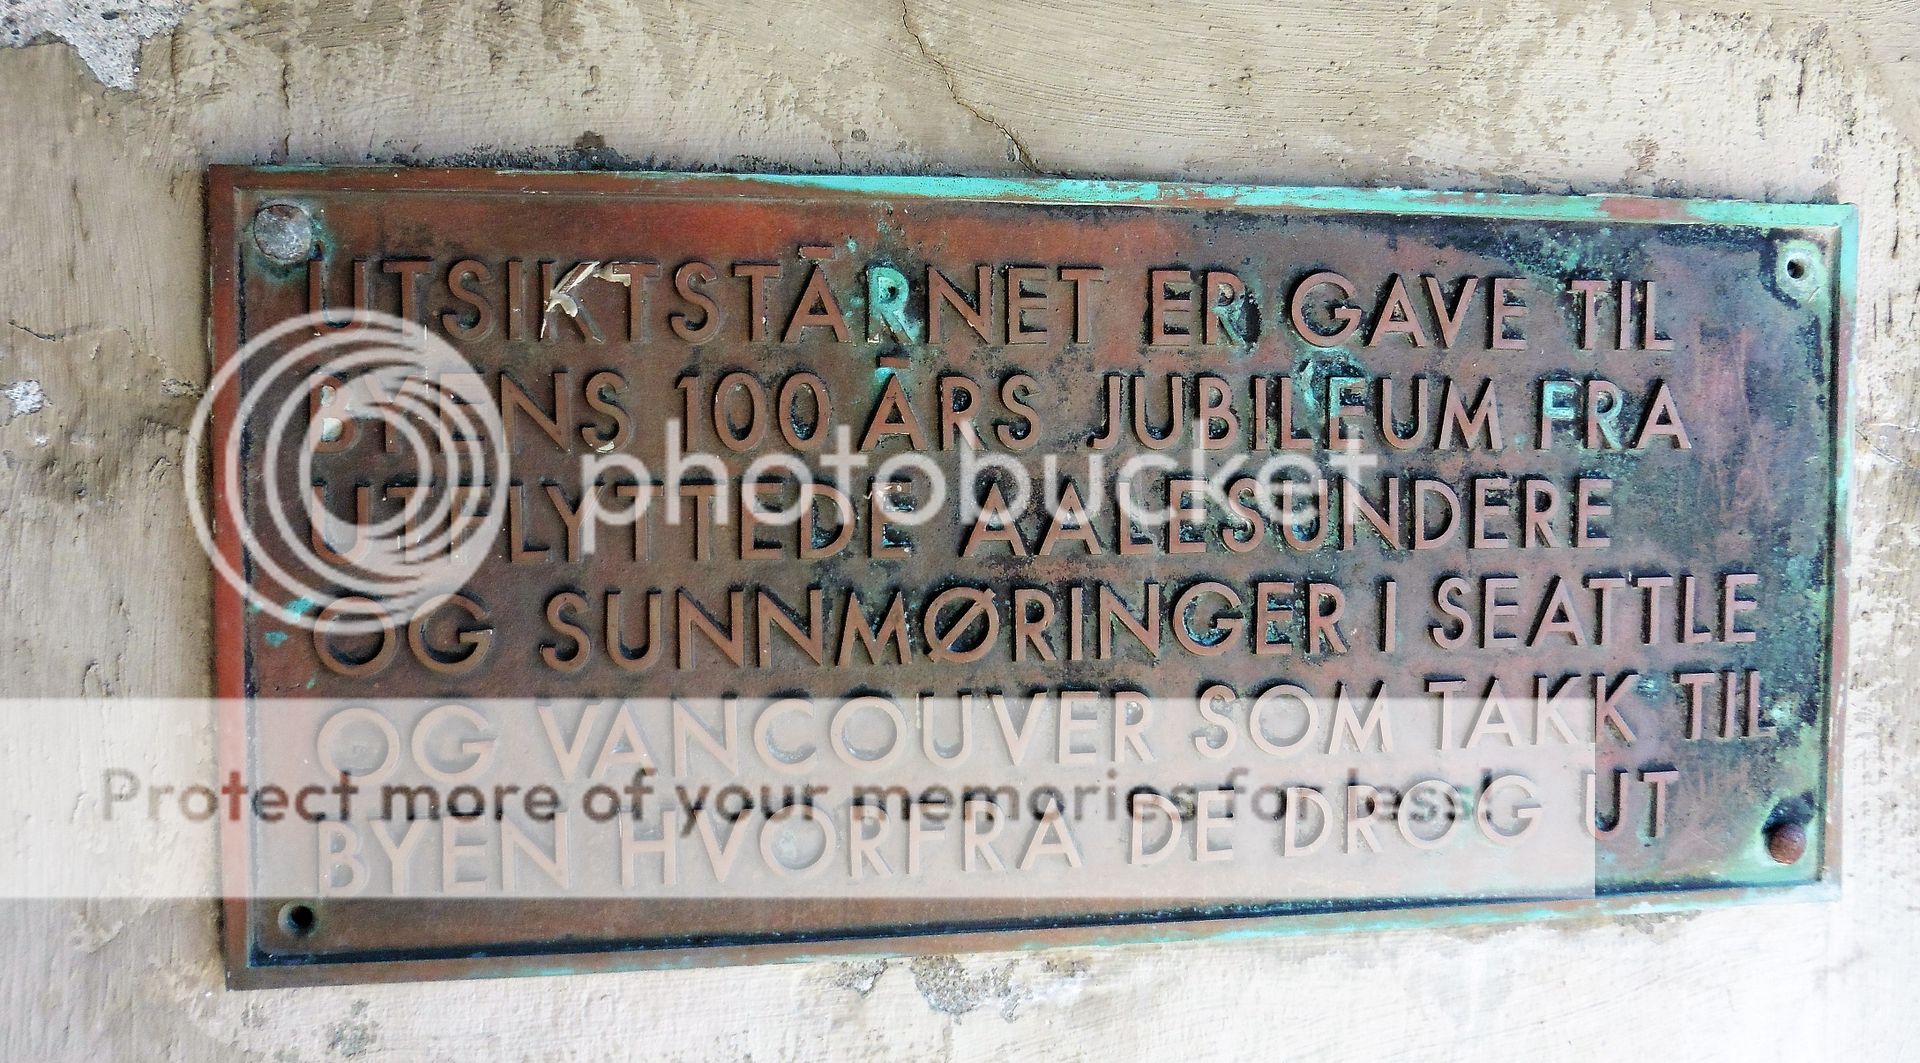 UTSIKTSTÅRNET ER GAVE TIL
BYENS 100 ÅRS JUBILEUM FRA
UTFLYTTEDE AALESUNDERE
OG SUNNMØRINGER I SEATTLE
OG VANCOUVER SOM TAKK TIL
BYEN HVORFRA DE DROG UT
photobucket
Protect more of your memories for less!